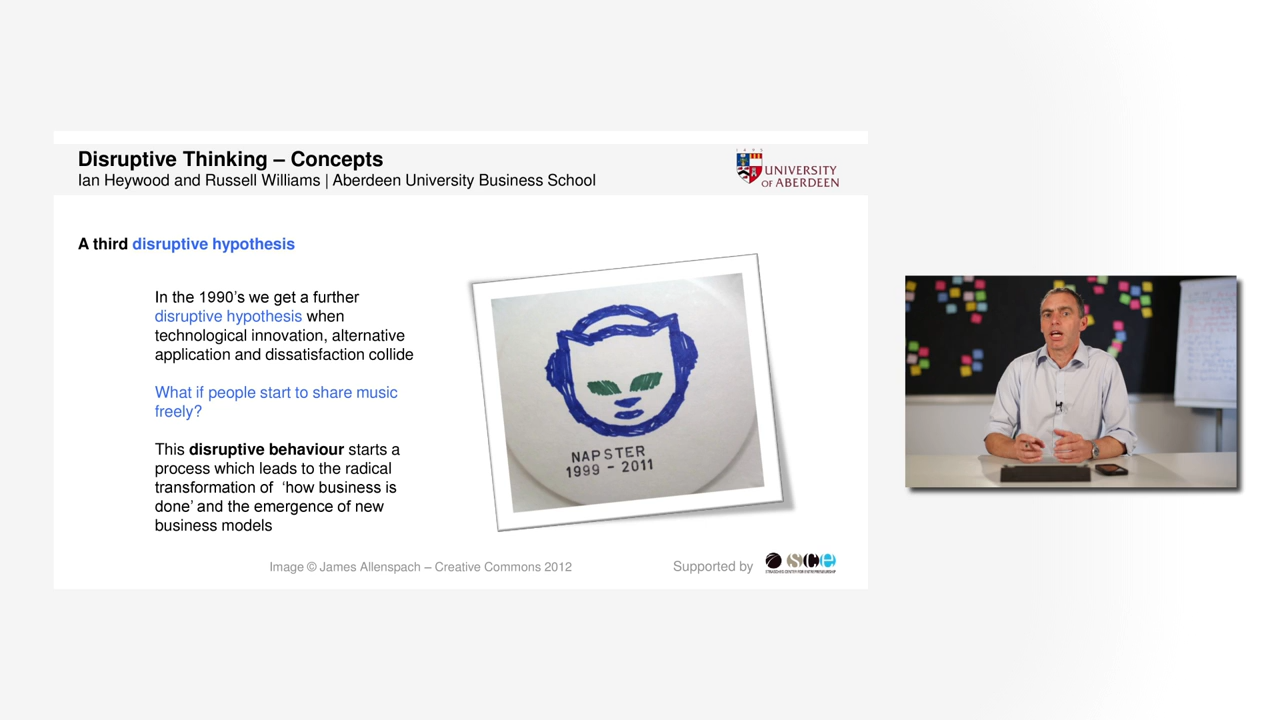 Disruptive Thinking – Concepts
Ian Heywood and Russell Williams | Aberdeen University Business School
UNIVERSITY
OF ABERDEEN
A third disruptive hypothesis
In the 1990’s we get a further
disruptive hypothesis when
technological innovation, alternative
application and dissatisfaction collide
What if people start to share music
freely?
This disruptive behaviour starts a
process which leads to the radical
transformation of ‘how business is
done’ and the emergence of new
business models
NAPSTER
1999 - 2011
Image © James Allenspach – Creative Commons 2012
Supported by
sce